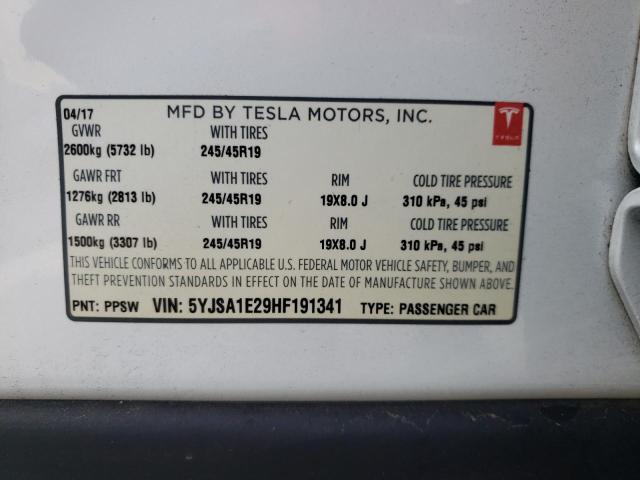 04/17 MFD BY TESLA MOTORS, INC.
GVWR WITH TIRES
2600kg (5732 lb) 245/45R19
TESLA
GAWR FRT WITH TIRES RIM COLD TIRE PRESSURE
1276kg (2813 lb) 245/45R19 19X8.0 J 310 kPa, 45 psi
GAWR RR WITH TIRES RIM COLD TIRE PRESSURE
1500kg (3307 lb) 245/45R19 19X8.0 J 310 kPa, 45 psi
THIS VEHICLE CONFORMS TO ALL APPLICABLE U.S. FEDERAL MOTOR VEHICLE SAFETY, BUMPER, AND
THEFT PREVENTION STANDARDS IN EFFECT ON THE DATE OF MANUFACTURE SHOWN ABOVE.
PNT: PPSW VIN: 5YJSA1E29HF191341 TYPE: PASSENGER CAR